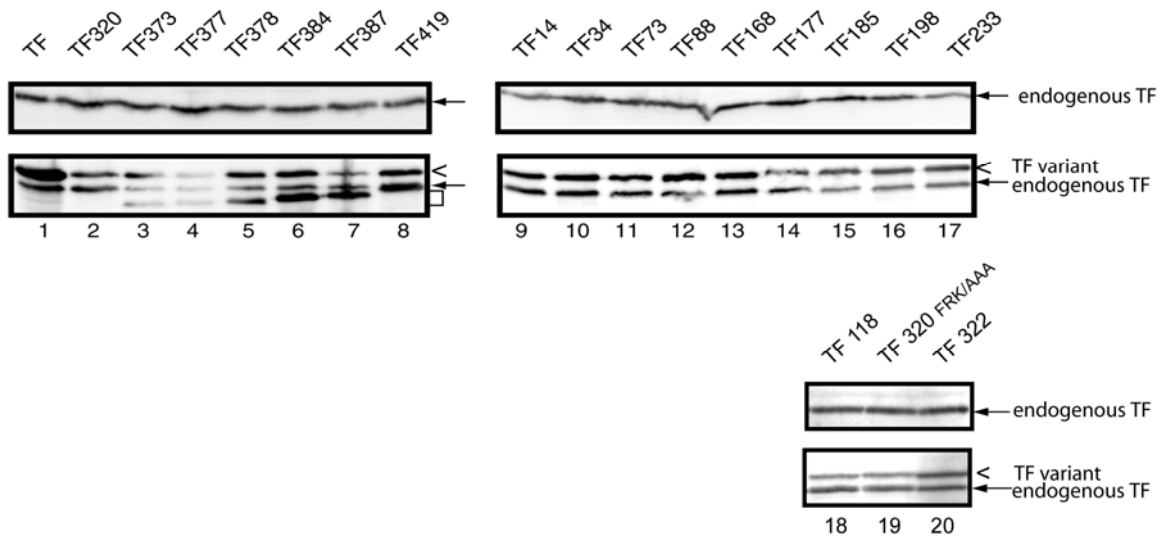 TF TF320 TF373 TF377 TF378 TF384 TF387 TF419 TF14 TF34 TF73 TF88 TF168 TF177 TF185 TF198 TF233
endogenous TF
< < TF variant
endogenous TF
1 2 3 4 5 6 7 8 9 10 11 12 13 14 15 16 17
TF 118 TF 320 FRK/AAA TF 322
endogenous TF
< TF variant
endogenous TF
18 19 20